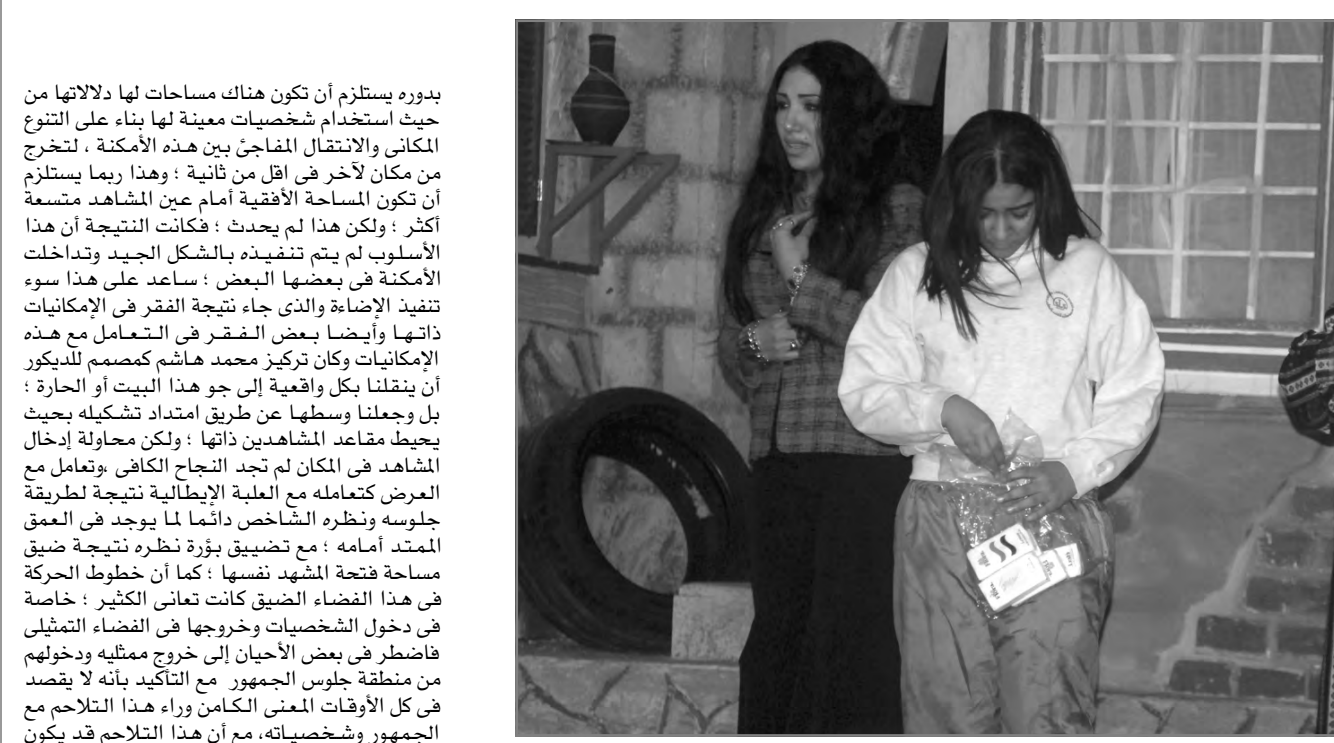 بدوره يستلزم أن تكون هناك مساحات لها دلالاتها من
حيث استخدام شخصيات معينة لها بناء على التنوع
المكانى والانتقال المفاجئ بين هذه الأمكنة ، لتخرج
من مكان لآخر فى اقل من ثانية ؛ وهذا ربما يستلزم
أن تكون المساحة الأفقية أمام عين المشاهد متسعة
أكثر ؛ ولكن هذا لم يحدث ؛ فكانت النتيجة أن هذا
الأسلوب لم يتم تنفيذه بالشكل الجيد وتداخلت
الأمكنة فى بعضها البعض ؛ ساعد على هذا سوء
تنفيذ الإضاءة والذى جاء نتيجة الفقر فى الإمكانيات
ذاتها وأيضا بعض الفقر فى التعامل مع هذه
الإمكانيات وكان تركيز محمد هاشم كمصمم للديكور
أن ينقلنا بكل واقعية إلى جو هذا البيت أو الحارة ؛
بل وجعلنا وسطها عن طريق امتداد تشكيله بحيث
يحيط مقاعد المشاهدين ذاتها ؛ ولكن محاولة إدخال
المشاهد فى المكان لم تجد النجاح الكافى ،وتعامل مع
العرض كتعامله مع العلبة الإيطالية نتيجة لطريقة
جلوسه ونظره الشاخص دائما لما يوجد فى العمق
الممتد أمامه ؛ مع تضييق بؤرة نظره نتيجة ضيق
مساحة فتحة المشهد نفسها ؛ كما أن خطوط الحركة
فى هذا الفضاء الضيق كانت تعانى الكثير ؛ خاصة
فى دخول الشخصيات وخروجها فى الفضاء التمثيلى
فاضطر فى بعض الأحيان إلى خروج ممثليه ودخولهم
من منطقة جلوس الجمهور مع التأكيد بأنه لا يقصد
فى كل الأوقات المعنى الكامن وراء هذا التلاحم مع
الجمهور وشخصياته، مع أن هذا التلاحم قد يكون